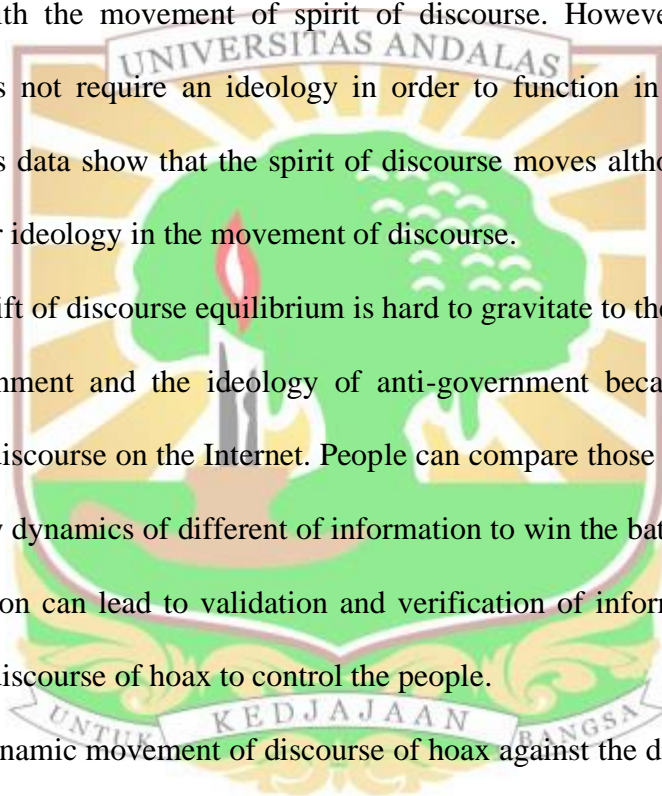 ith the movement of spirit of discourse. Howeve
UNIVERSITAS ANDALAS
s not require an ideology in order to function in
s data show that the spirit of discourse moves altho
r ideology in the movement of discourse.
ift of discourse equilibrium is hard to gravitate to the
nment and the ideology of anti-government beca
discourse on the Internet. People can compare those
y dynamics of different of information to win the bat
on can lead to validation and verification of inform
discourse of hoax to control the people.
UNTUK KEDJAJAAN BANGSA
namic movement of discourse of hoax against the d